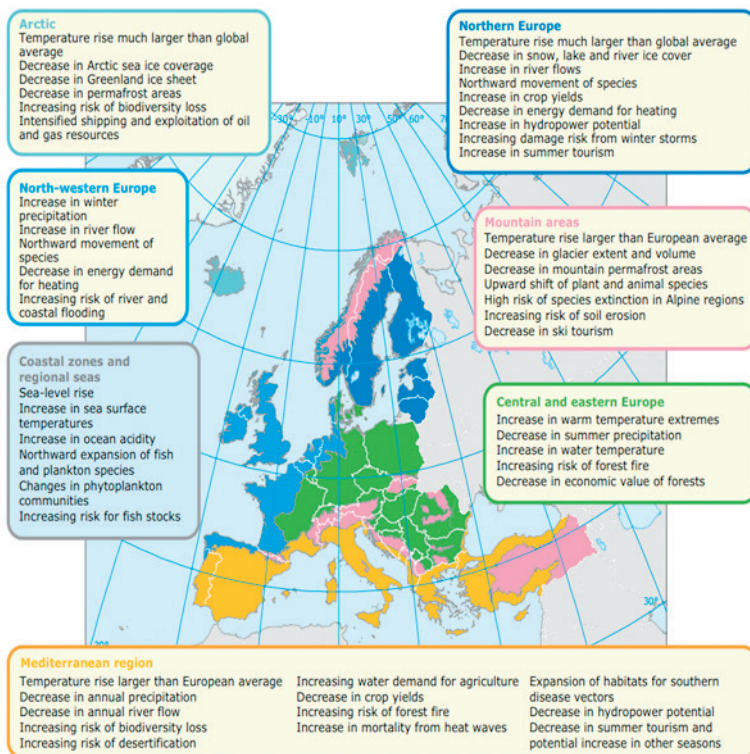 Arctic
Temperature rise much larger than global
average
Decrease in Arctic sea ice coverage
Decrease in Greenland ice sheet
Decrease in permafrost areas
Increasing risk of biodiversity loss
Intensified shipping and exploitation of oil
and gas resources
Northern Europe
Temperature rise much larger than global average
Decrease in snow, lake and river ice cover
Increase in river flows
Northward movement of species
Increase in crop yields
Decrease in energy demand for heating
Increase in hydropower potential
Increasing damage risk from winter storms
Increase in summer tourism
-10° 0° 10° 20° 30° 40° 50° 60°
North-western Europe
Increase in winter
precipitation
Increase in river flow
Northward movement of
species
Decrease in energy demand
for heating
Increasing risk of river and
coastal flooding
Mountain areas
Temperature rise larger than European average
Decrease in glacier extent and volume
Decrease in mountain permafrost areas
Upward shift of plant and animal species
High risk of species extinction in Alpine regions
Increasing risk of soil erosion
Decrease in ski tourism
Coastal zones and
regional seas
Sea-level rise
Increase in sea surface
temperatures
Increase in ocean acidity
Northward expansion of fish
and plankton species
Changes in phytoplankton
communities
Increasing risk for fish stocks
Central and eastern Europe
Increase in warm temperature extremes
Decrease in summer precipitation
Increase in water temperature
Increasing risk of forest fire
Decrease in economic value of forests
30°
Mediterranean region
Temperature rise larger than European average
Decrease in annual precipitation
Decrease in annual river flow
Increasing risk of biodiversity loss
Increasing risk of desertification
Increasing water demand for agriculture
Decrease in crop yields
Increasing risk of forest fire
Increase in mortality from heat waves
Expansion of habitats for southern
disease vectors
Decrease in hydropower potential
Decrease in summer tourism and
potential increase in other seasons